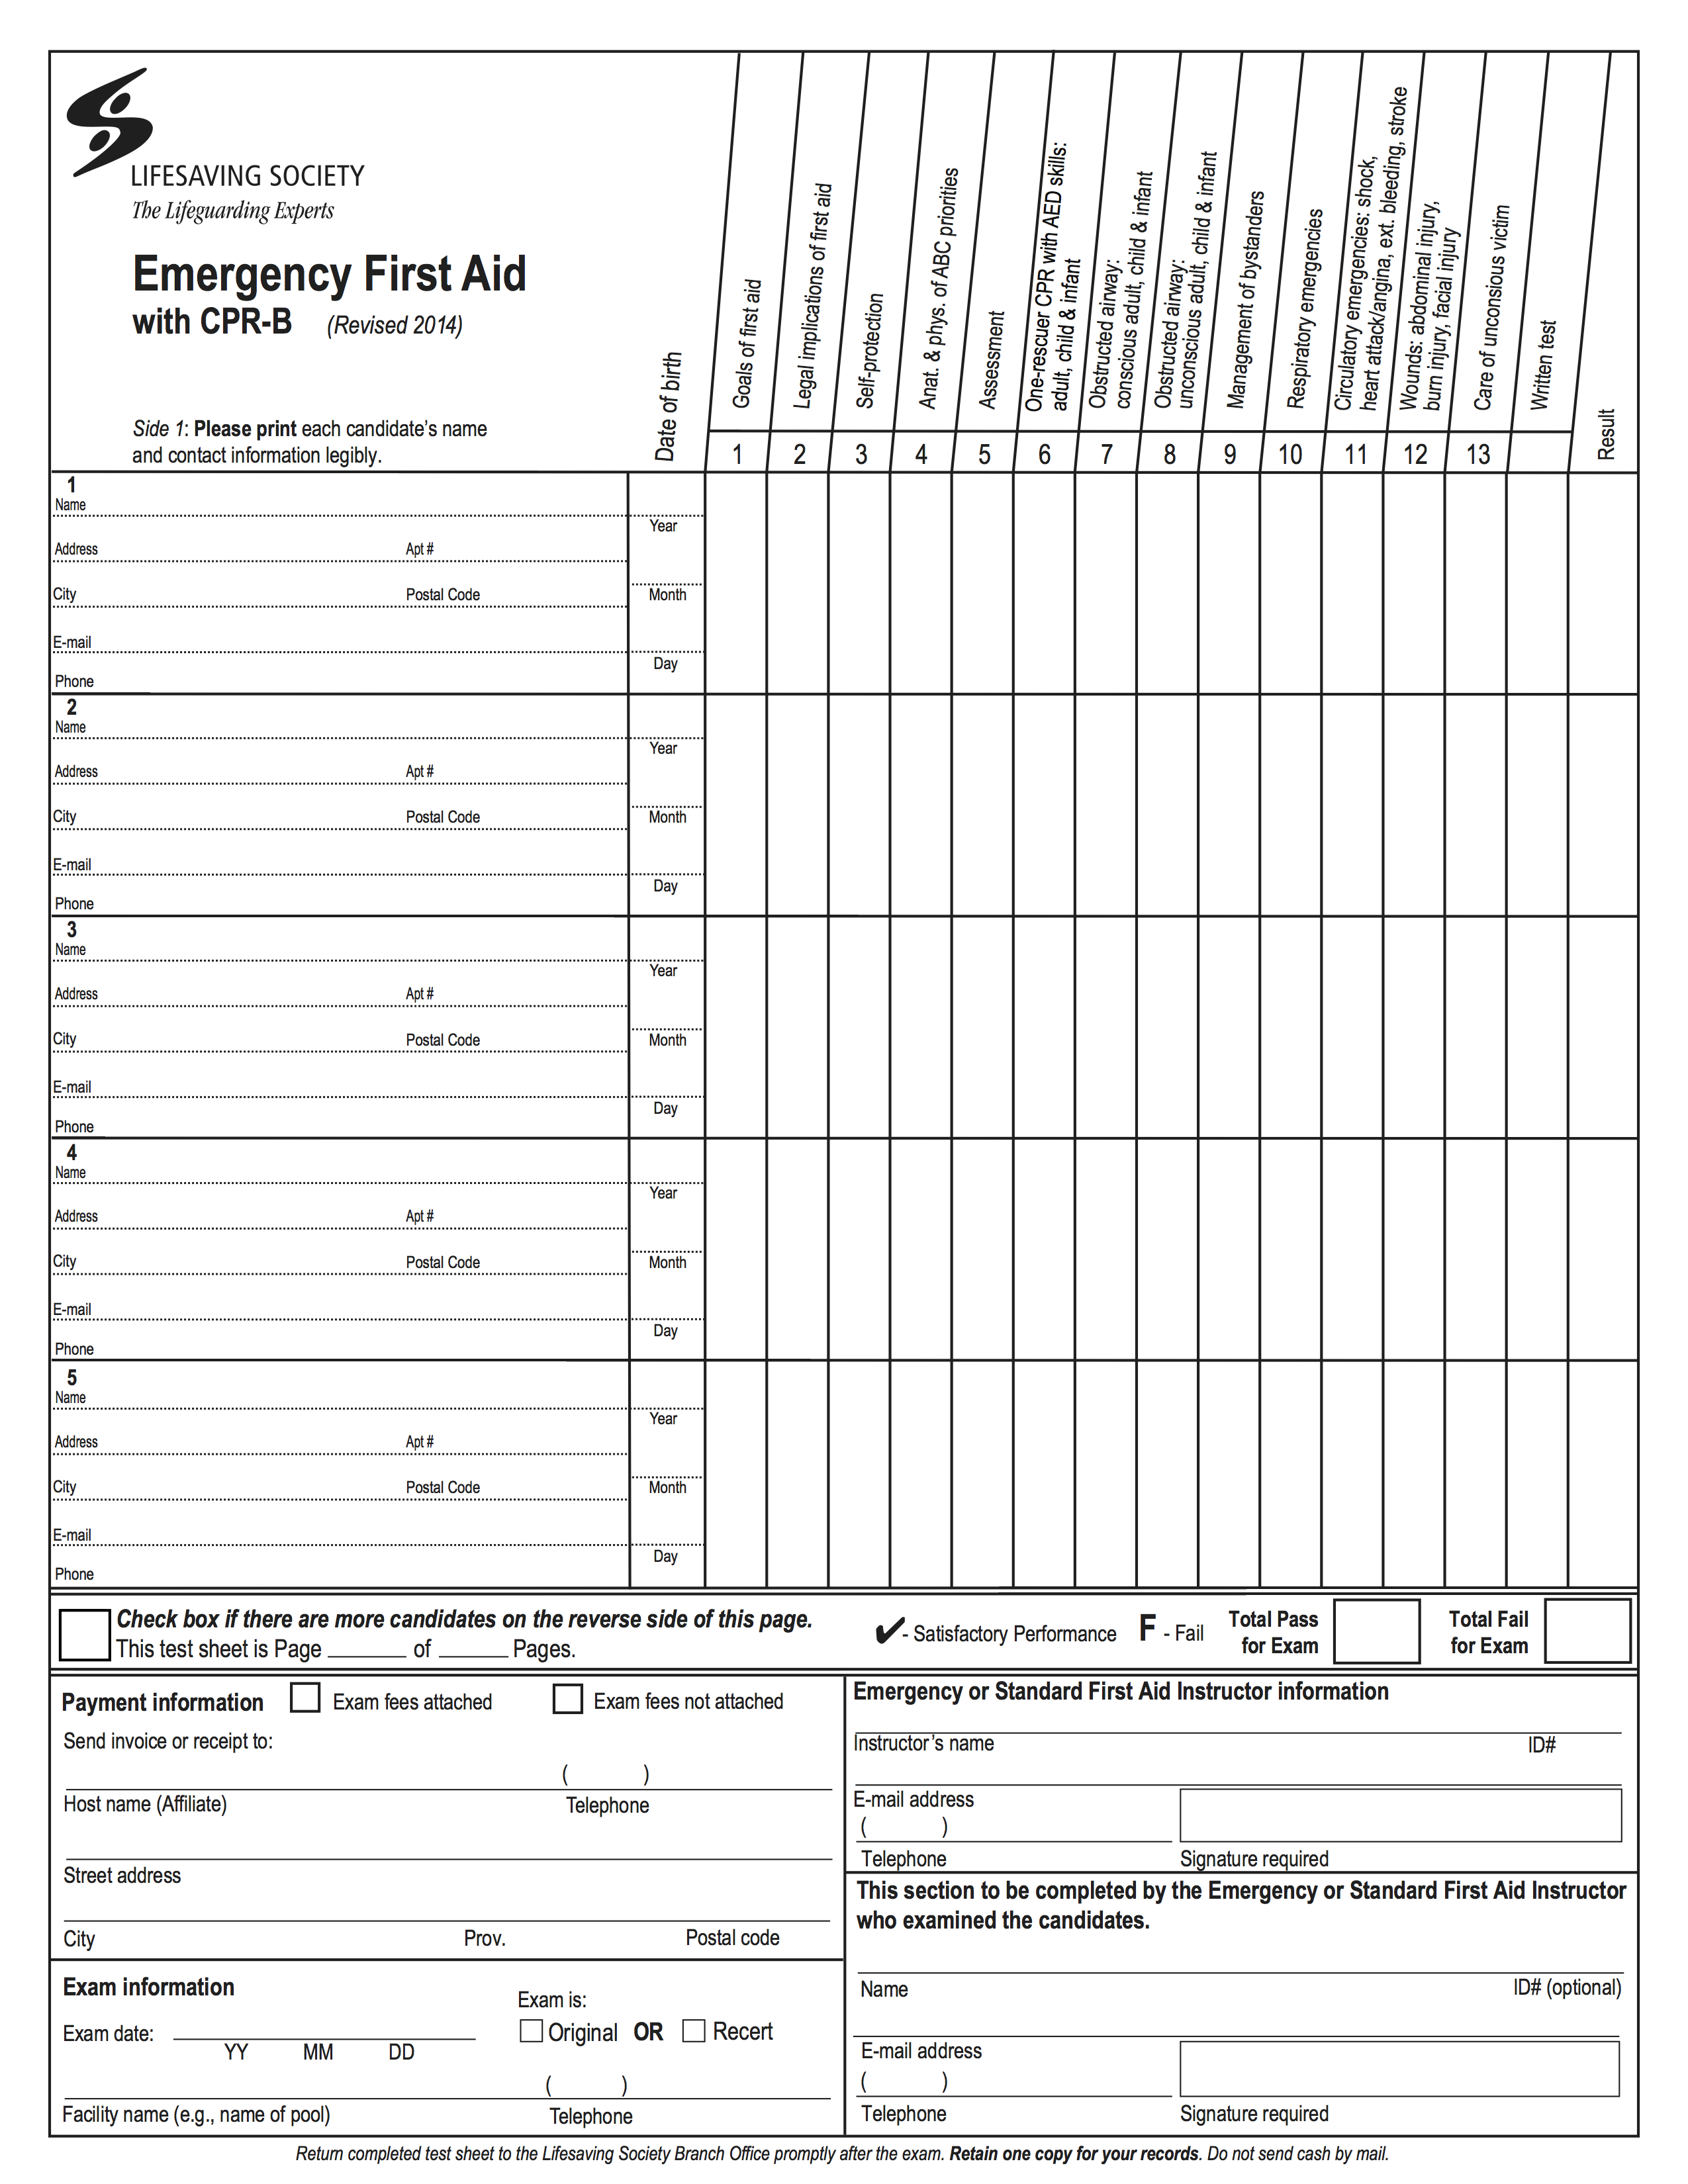 LIFESAVING SOCIETY
The Lifeguarding Experts
Emergency First Aid
with CPR-B (Revised 2014)
Side 1: Please print each candidate's name
and contact information legibly.
Date of birth
Goals of first aid
Legal implications of first aid
Self-protection
Anat. & phys. of ABC priorities
Assessment
One-rescuer CPR with AED skills:
adult, child & infant
Obstructed airway:
conscious adult, child & infant
Obstructed airway:
unconscious adult, child & infant
Management of bystanders
Respiratory emergencies
Circulatory emergencies: shock,
heart attack/angina, ext. bleeding, stroke
Wounds: abdominal injury,
burn injury, facial injury
Care of unconsious victim
Written test
Result
1 2 3 4 5 6 7 8 9 10 11 12 13
1
Name
Year
Address Apt #
City Postal Code
Month
E-mail
Day
Phone
2
Name
Year
Address Apt #
City Postal Code
Month
E-mail
Day
Phone
3
Name
Year
Address Apt #
City Postal Code
Month
E-mail
Day
Phone
4
Name
Year
Address Apt #
City Postal Code
Month
E-mail
Day
Phone
5
Name
Year
Address Apt #
City Postal Code
Month
E-mail
Day
Phone
Check box if there are more candidates on the reverse side of this page.
This test sheet is Page ______ of ______ Pages.
✔- Satisfactory Performance F - Fail
Total Pass
for Exam
Total Fail
for Exam
Payment information Exam fees attached Exam fees not attached
Send invoice or receipt to:
( )
Host name (Affiliate) Telephone
Street address
City Prov. Postal code
Exam information
Exam is:
Exam date: Original OR Recert
YY MM DD
( )
Facility name (e.g., name of pool) Telephone
Emergency or Standard First Aid Instructor information
Instructor's name ID#
E-mail address
( )
Telephone Signature required
This section to be completed by the Emergency or Standard First Aid Instructor
who examined the candidates.
Name ID# (optional)
E-mail address
( )
Telephone Signature required
Return completed test sheet to the Lifesaving Society Branch Office promptly after the exam. Retain one copy for your records. Do not send cash by mail.